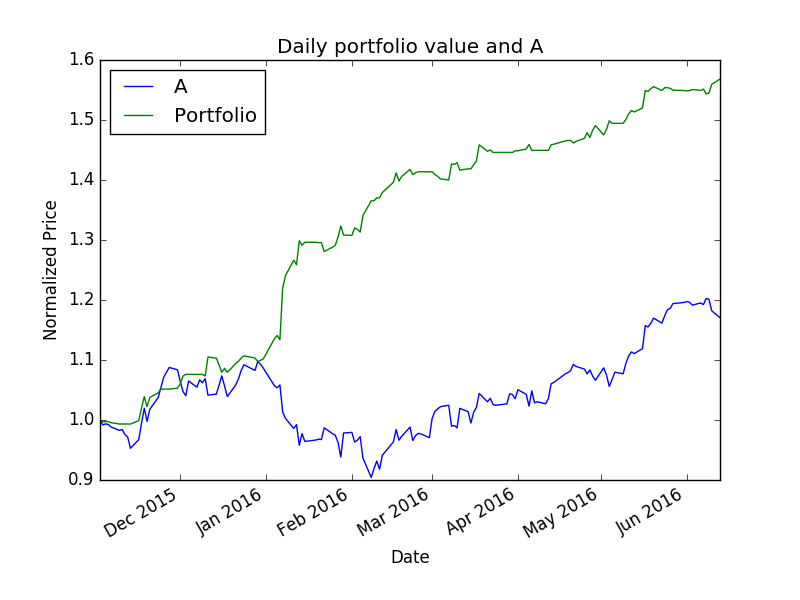 Daily portfolio value and A
A
Portfolio
1.6
1.5
1.4
1.3
1.2
1.1
1.0
0.9
Normalized Price
Dec 2015
Jan 2016
Feb 2016
Mar 2016
Apr 2016
May 2016
Jun 2016
Date